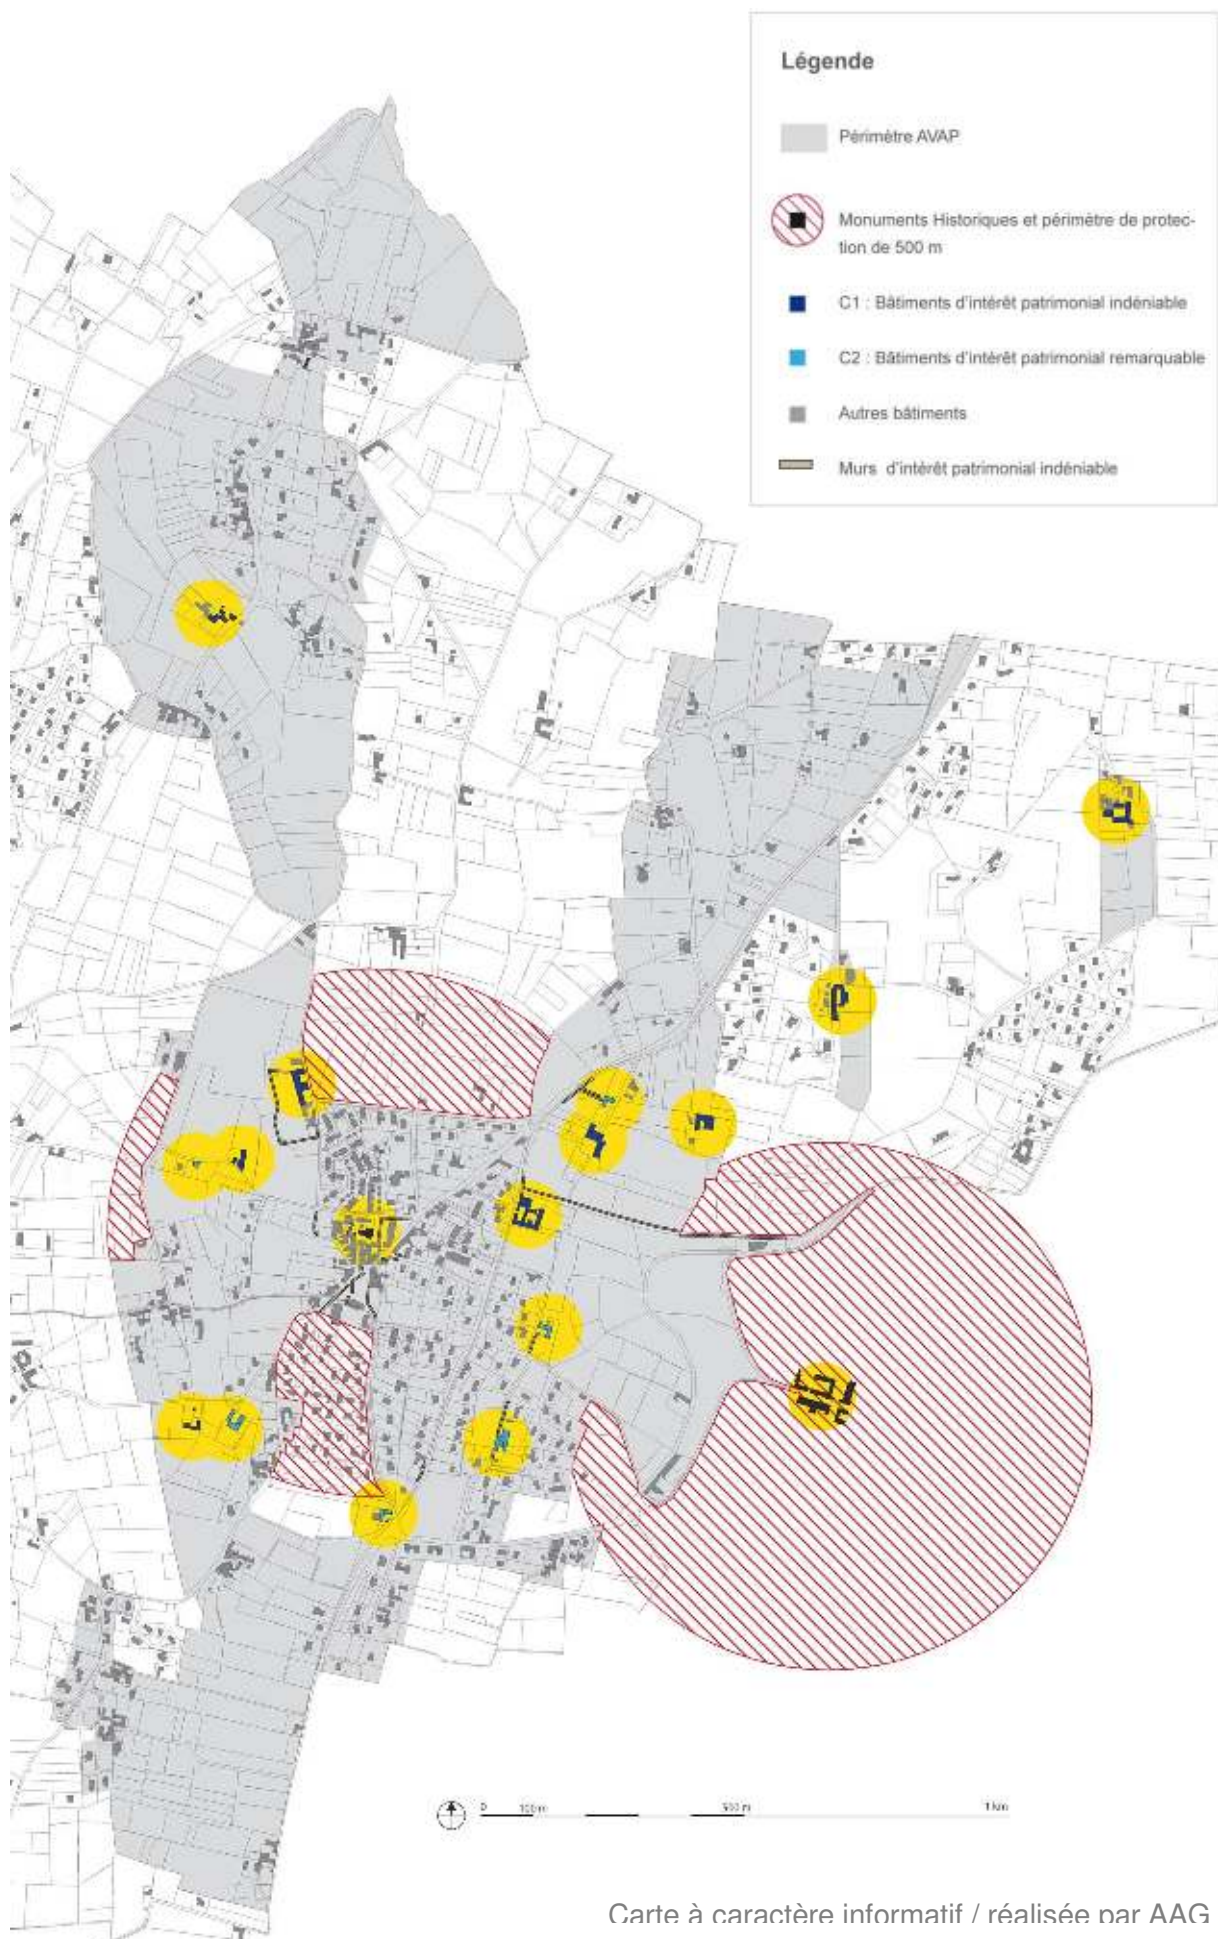 Légende
Périmètre AVAP
Monuments Historiques et périmètre de protec-
tion de 500 m
C1 : Bâtiments d'intérêt patrimonial indéniable
C2 : Bâtiments d'intérêt patrimonial remarquable
Autres bâtiments
Murs d'intérêt patrimonial indéniable
0 100 m 500 m 1 km
Carte à caractère informatif / réalisée par AAG